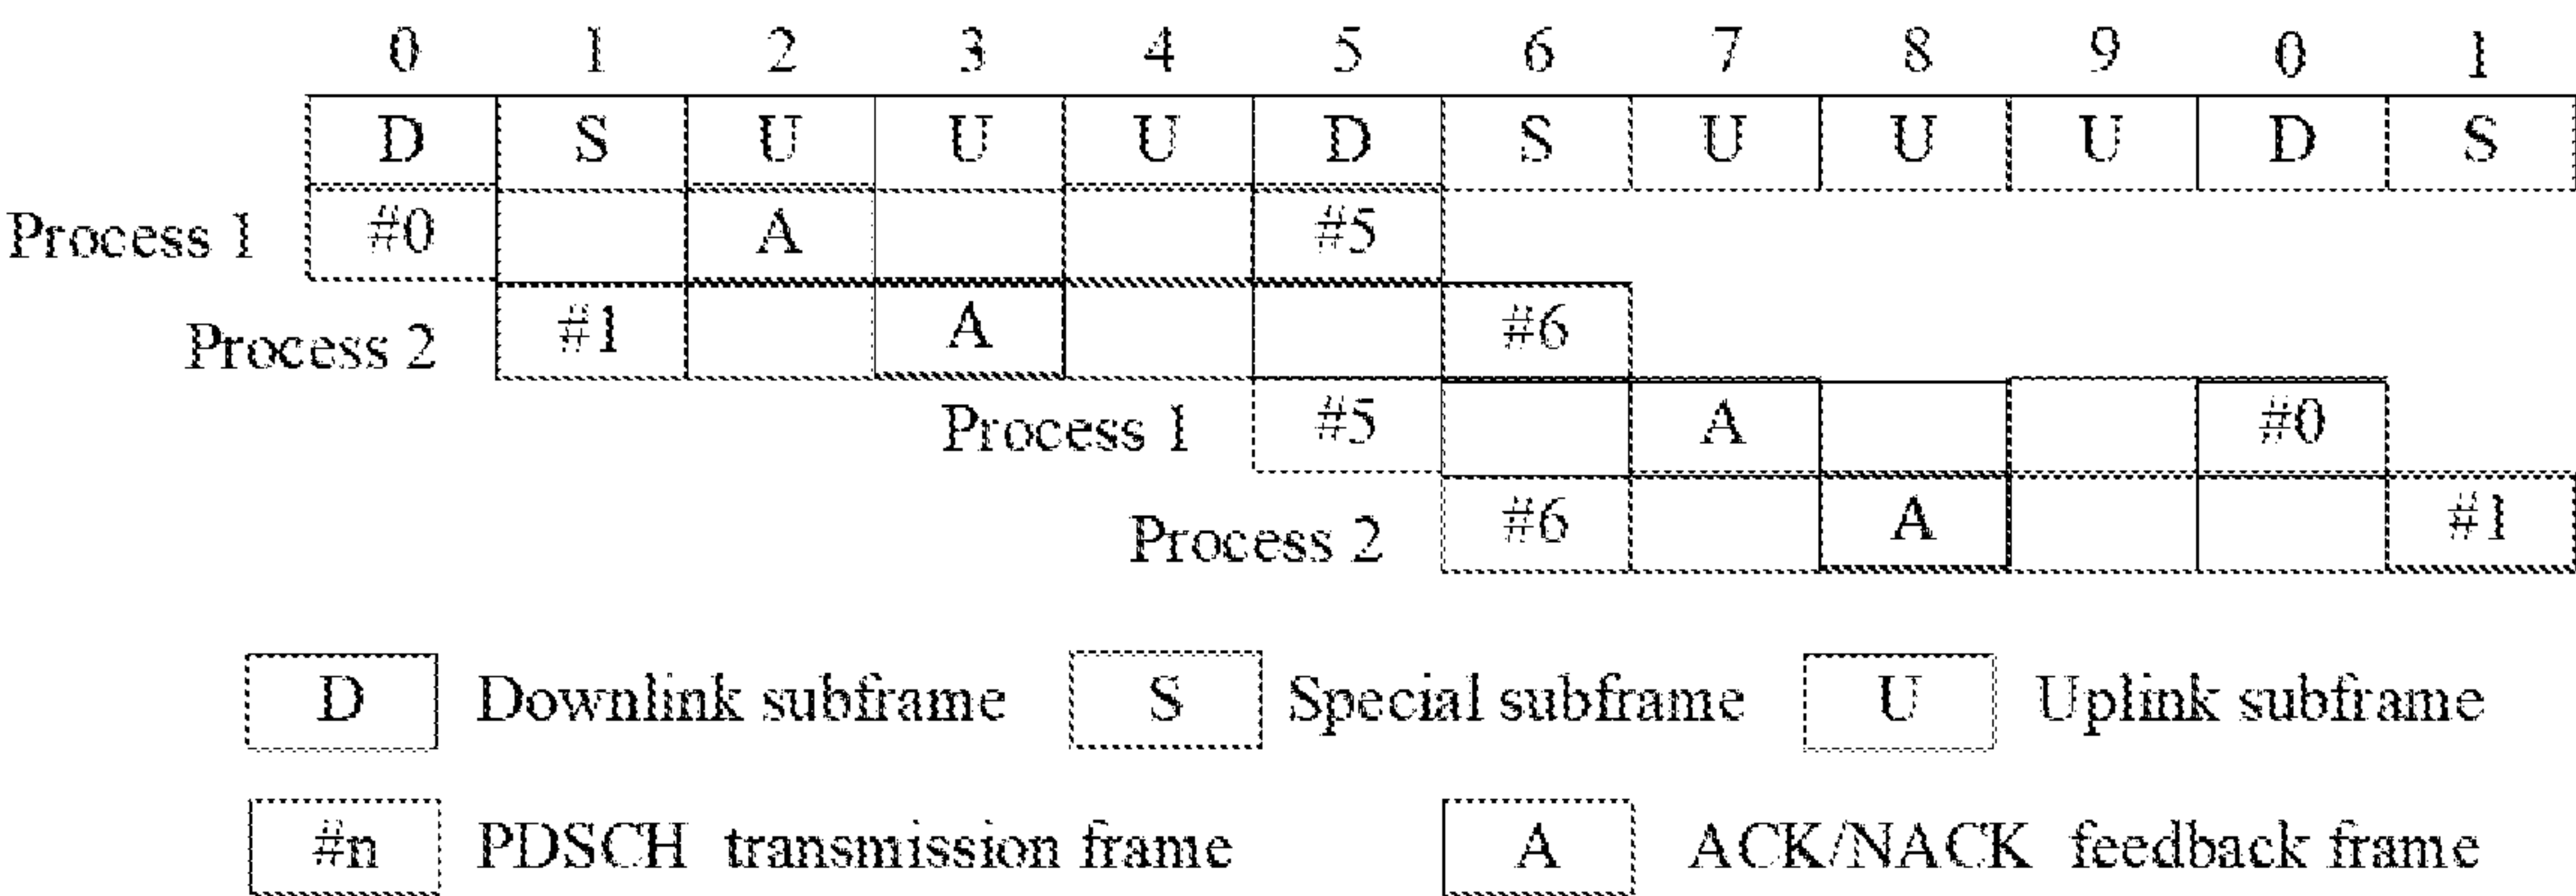 0 1 2 3 4 5 6 7 8 9 0 1
D S U U U D S U U U D S
Process 1 #0 A #5
Process 2 #1 A #6
Process 1 #5 A #0
Process 2 #6 A #1
D Downlink subframe S Special subframe U Uplink subframe
#n PDSCH transmission frame A ACK/NACK feedback frame